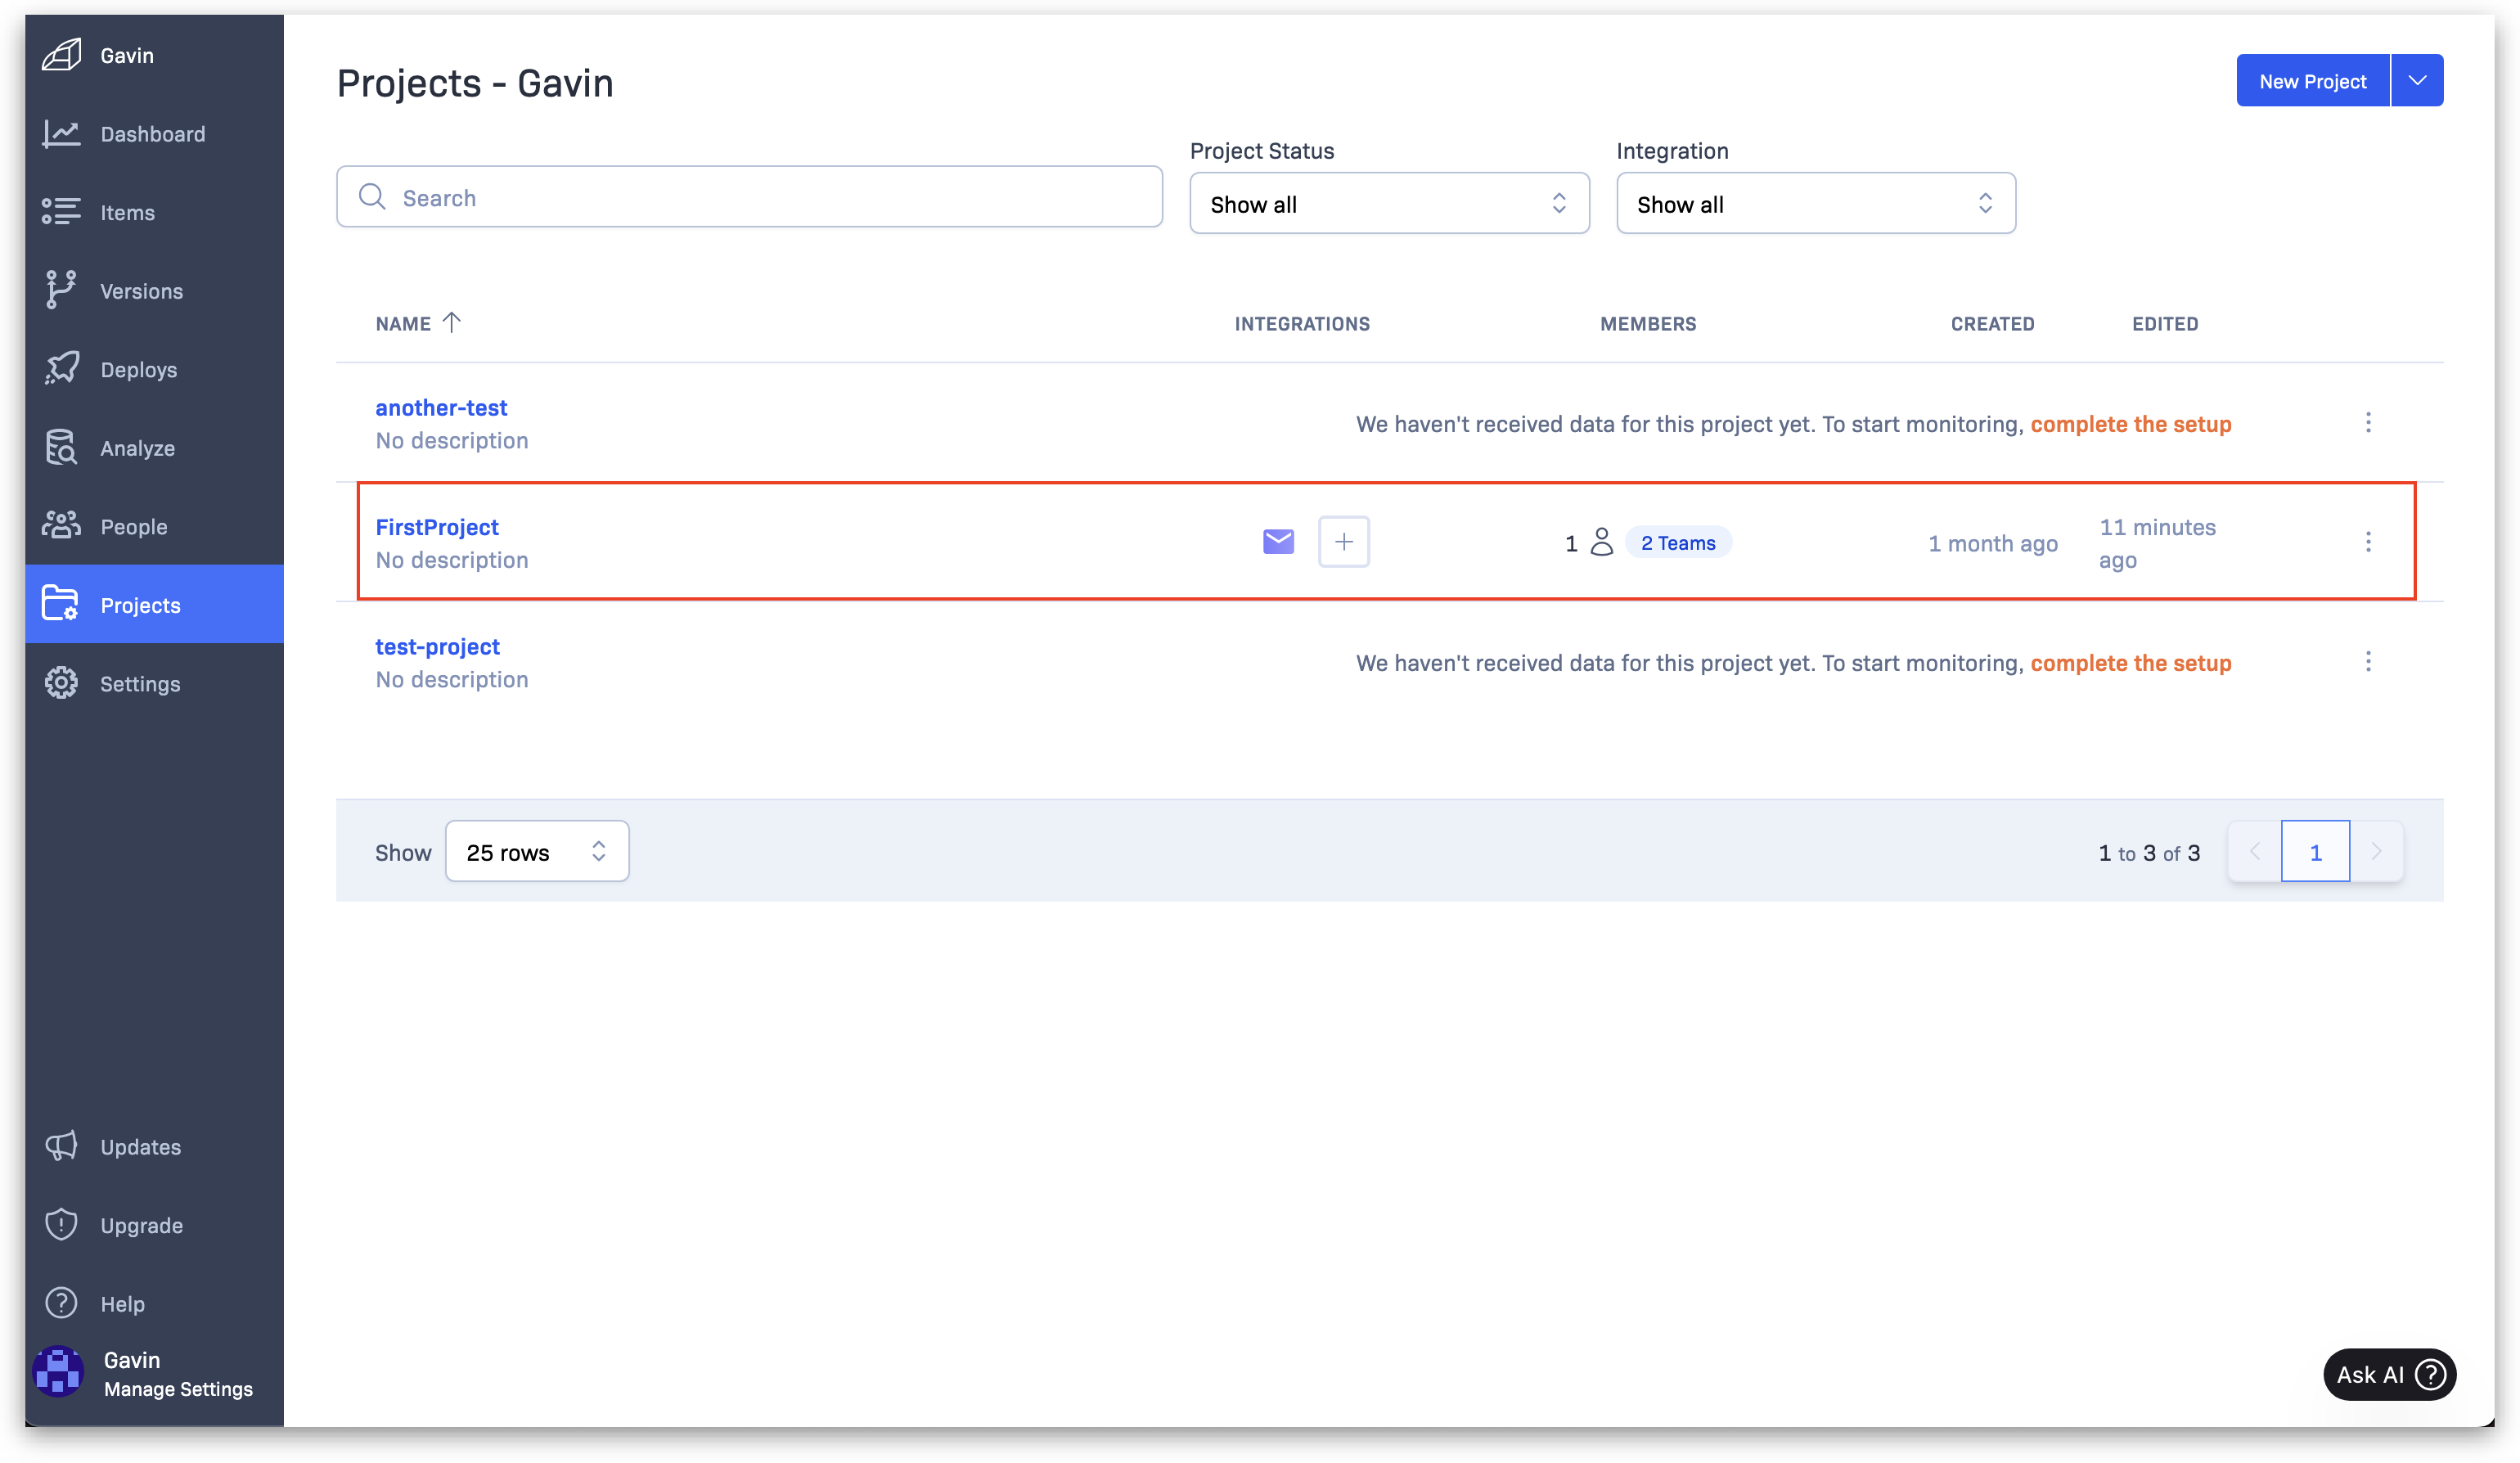 Gavin
Dashboard
Items
Versions
Deploys
Analyze
People
Projects
Settings
Updates
Upgrade
Help
Gavin
Manage Settings
Projects - Gavin
New Project
Search
Project Status
Show all
Integration
Show all
NAME INTEGRATIONS MEMBERS CREATED EDITED
another-test
No description
We haven't received data for this project yet. To start monitoring, complete the setup
FirstProject
No description
1 2 Teams
1 month ago
11 minutes
ago
test-project
No description
We haven't received data for this project yet. To start monitoring, complete the setup
Show 25 rows
1 to 3 of 3
1
Ask AI